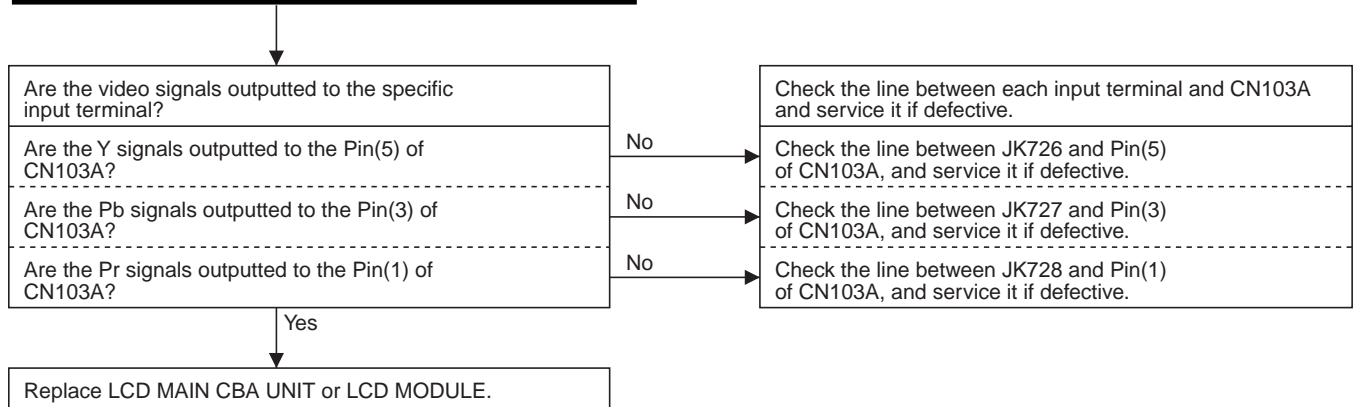 Are the video signals outputted to the specific
input terminal?
Check the line between each input terminal and CN103A
and service it if defective.
Are the Y signals outputted to the Pin(5) of
CN103A?
No
Check the line between JK726 and Pin(5)
of CN103A, and service it if defective.
Are the Pb signals outputted to the Pin(3) of
CN103A?
No
Check the line between JK727 and Pin(3)
of CN103A, and service it if defective.
Are the Pr signals outputted to the Pin(1) of
CN103A?
No
Check the line between JK728 and Pin(1)
of CN103A, and service it if defective.
Yes
Replace LCD MAIN CBA UNIT or LCD MODULE.